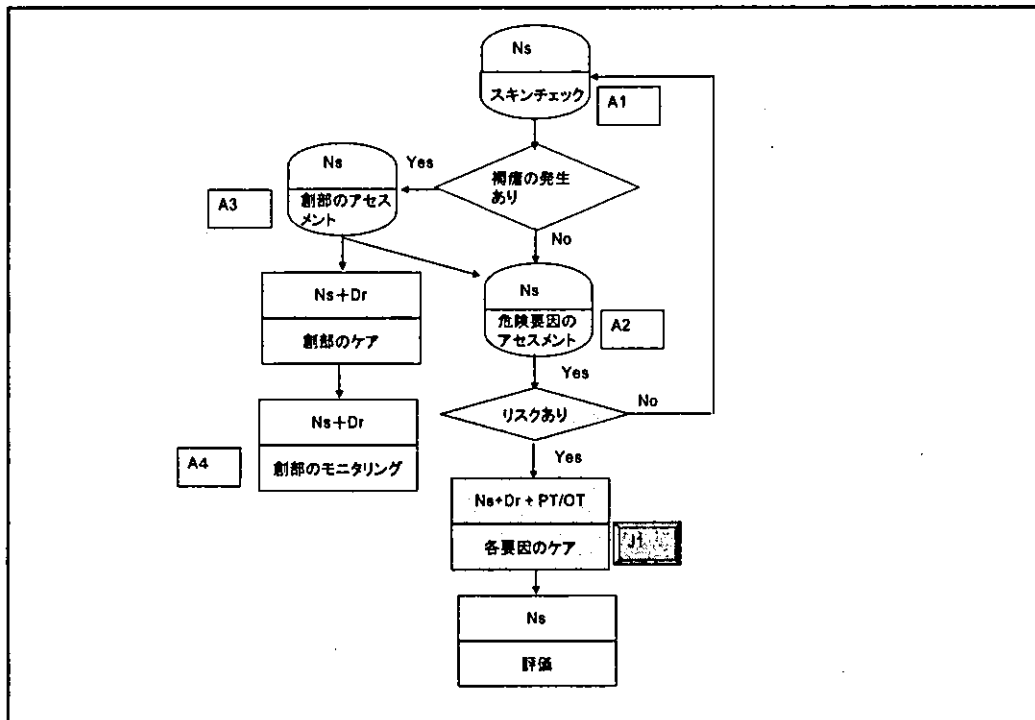 Ns
スキンチェック
A1
Ns
Yes
褥瘡の発生
あり
創部のアセス
メント
A3
No
Ns+Dr
Ns
創部のケア
危険要因の
アセスメント
A2
Yes
Ns+Dr
リスクあり
No
A4
創部のモニタリング
Yes
Ns+Dr + PT/OT
各要因のケア
J1
Ns
評価